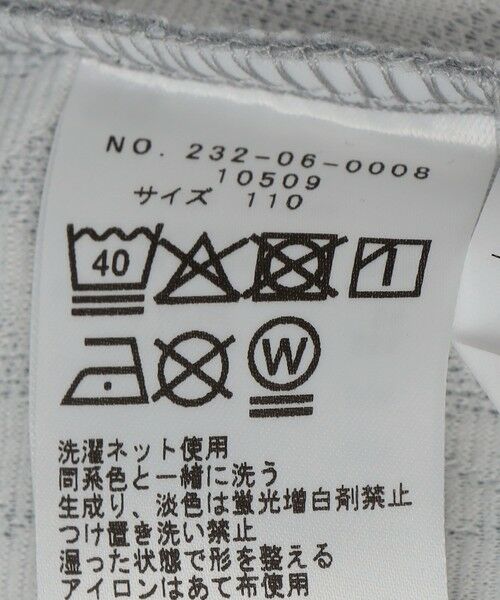 NO. 232-06-0008
10509
サイズ 110
40
W
洗濯ネット使用
同系色と一緒に洗う
生成り、淡色は蛍光増白剤禁止
つけ置き洗い禁止
湿った状態で形を整える
アイロンはあて布使用